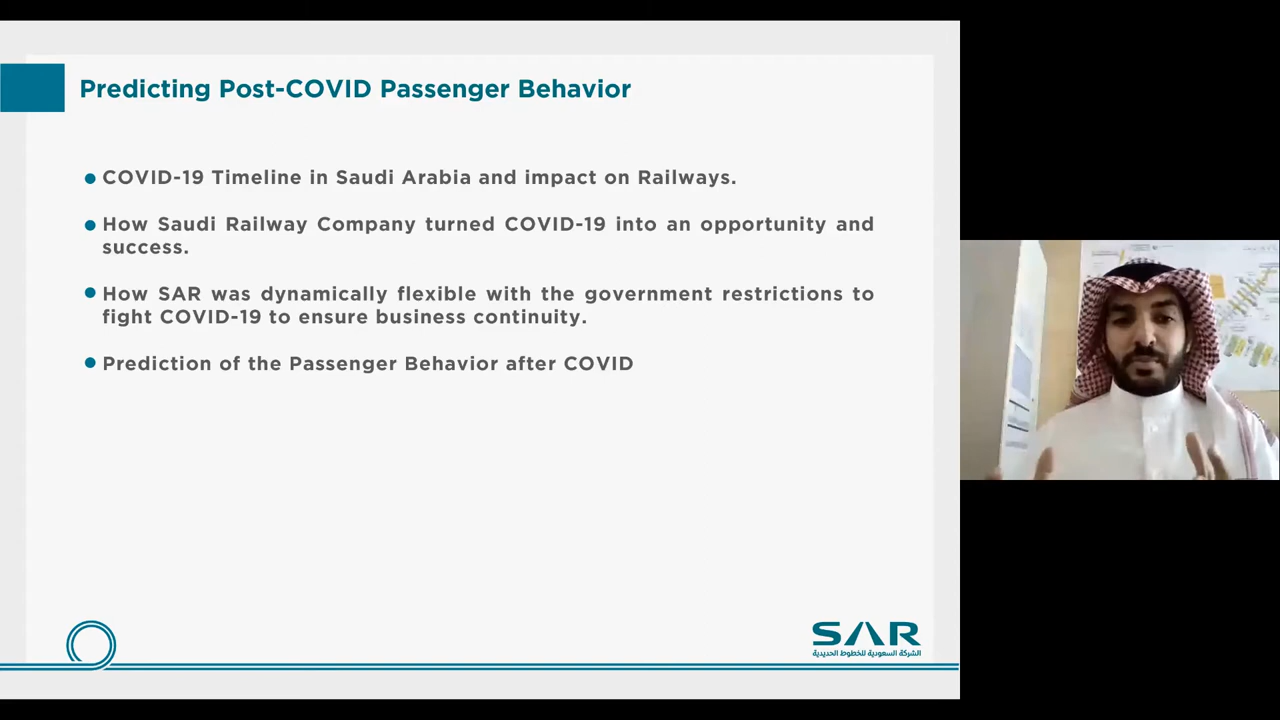 Predicting Post-COVID Passenger Behavior
COVID-19 Timeline in Saudi Arabia and impact on Railways.
How Saudi Railway Company turned COVID-19 into an opportunity and
success.
How SAR was dynamically flexible with the government restrictions to
fight COVID-19 to ensure business continuity.
Prediction of the Passenger Behavior after COVID
SAR
الشركة السعودية للخطوط الحديدية